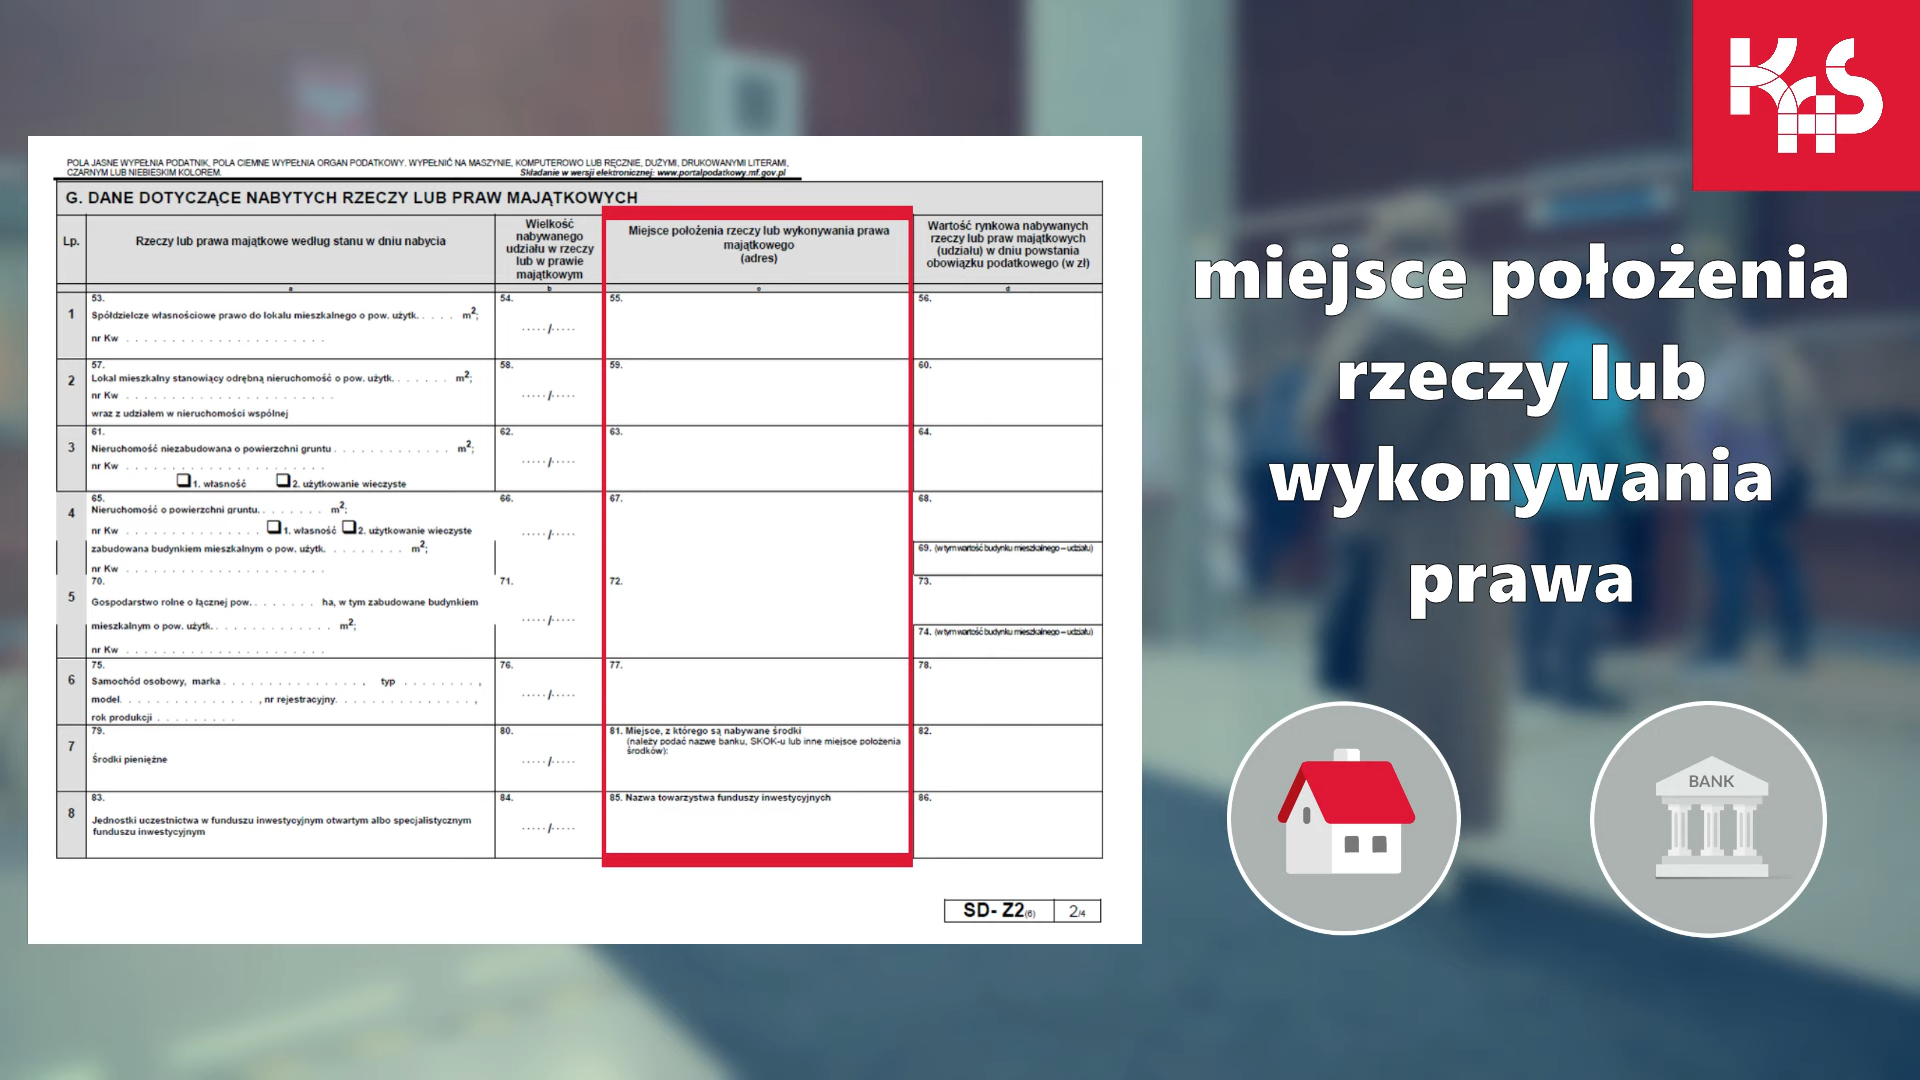 POLA JASNE WYPEŁNIA PODATNIK, POLA CIEMNE WYPEŁNIA ORGAN PODATKOWY. WYPEŁNIĆ NA MASZYNIE, KOMPUTEROWO LUB RĘCZNIE, DUŻYMI, DRUKOWANYMI LITERAMI,
CZARNYM LUB NIEBIESKIM KOLOREM.
Składanie w wersji elektronicznej: www.portalpodatkowy.mf.gov.pl
G. DANE DOTYCZĄCE NABYTYCH RZECZY LUB PRAW MAJĄTKOWYCH
Lp.
Rzeczy lub prawa majątkowe według stanu w dniu nabycia
Wielkość
nabywanego
udziału w rzeczy
lub w prawie
majątkowym
Miejsce położenia rzeczy lub wykonywania prawa
majątkowego
(adres)
Wartość rynkowa nabywanych
rzeczy lub praw majątkowych
(udziału) w dniu powstania
obowiązku podatkowego (w zł)
a b c d
1
53.
Spółdzielcze własnościowe prawo do lokalu mieszkalnego o pow. użytk. . . . . m2;
nr Kw . . . . . . . . . . . . . . . . . . . . . .
54.
...../.....
55.
56.
2
57.
Lokal mieszkalny stanowiący odrębną nieruchomość o pow. użytk. . . . . . . m2;
nr Kw . . . . . . . . . . . . . . . . . . . . . . .
wraz z udziałem w nieruchomości wspólnej
58.
...../.....
59.
60.
3
61.
Nieruchomość niezabudowana o powierzchni gruntu . . . . . . . . . . . . . m2;
nr Kw . . . . . . . . . . . . . . . . . . . . . .
❑1. własność ❑2. użytkowanie wieczyste
62.
...../.....
63.
64.
4
65.
Nieruchomość o powierzchni gruntu. . . . . . . . m2;
nr Kw . . . . . . . . . . . . . . . ❑1. własność ❑2. użytkowanie wieczyste
zabudowana budynkiem mieszkalnym o pow. użytk. . . . . . . . . m2;
nr Kw . . . . . . . . . . . . . . . . . . . . . .
66.
...../.....
67.
68.
69. (w tym wartość budynku mieszkalnego – udziału)
5
70.
Gospodarstwo rolne o łącznej pow. . . . . . . . ha, w tym zabudowane budynkiem
mieszkalnym o pow. użytk. . . . . . . . . . . . . . m2;
nr Kw . . . . . . . . . . . . . . . . . . . . . .
71.
...../.....
72.
73.
74. (w tym wartość budynku mieszkalnego – udziału)
6
75.
Samochód osobowy, marka . . . . . . . . . . . . . . . . , typ . . . . . . . . . ,
model. . . . . . . . . . . . . . . . , nr rejestracyjny. . . . . . . . . . . . . . . . ,
rok produkcji . . . . . . . . .
76.
...../.....
77.
78.
7
79.
Środki pieniężne
80.
...../.....
81. Miejsce, z którego są nabywane środki
(należy podać nazwę banku, SKOK-u lub inne miejsce położenia
środków):
82.
8
83.
Jednostki uczestnictwa w funduszu inwestycyjnym otwartym albo specjalistycznym
funduszu inwestycyjnym
84.
...../.....
85. Nazwa towarzystwa funduszy inwestycyjnych
86.
SD- Z2(6) 2/4
KAS
miejsce położenia
rzeczy lub
wykonywania
prawa
BANK